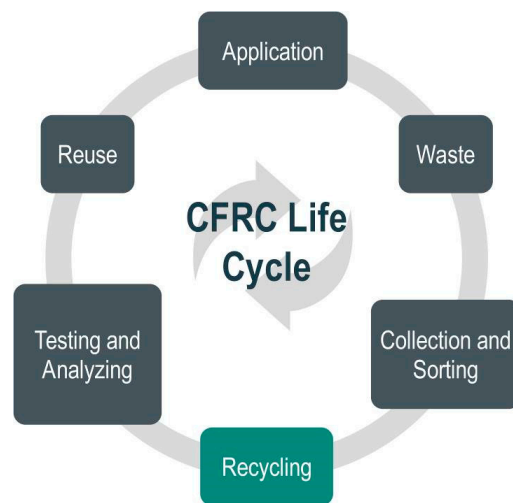 Application
Reuse
Waste
CFRC Life
Cycle
Testing and
Analyzing
Collection and
Sorting
Recycling